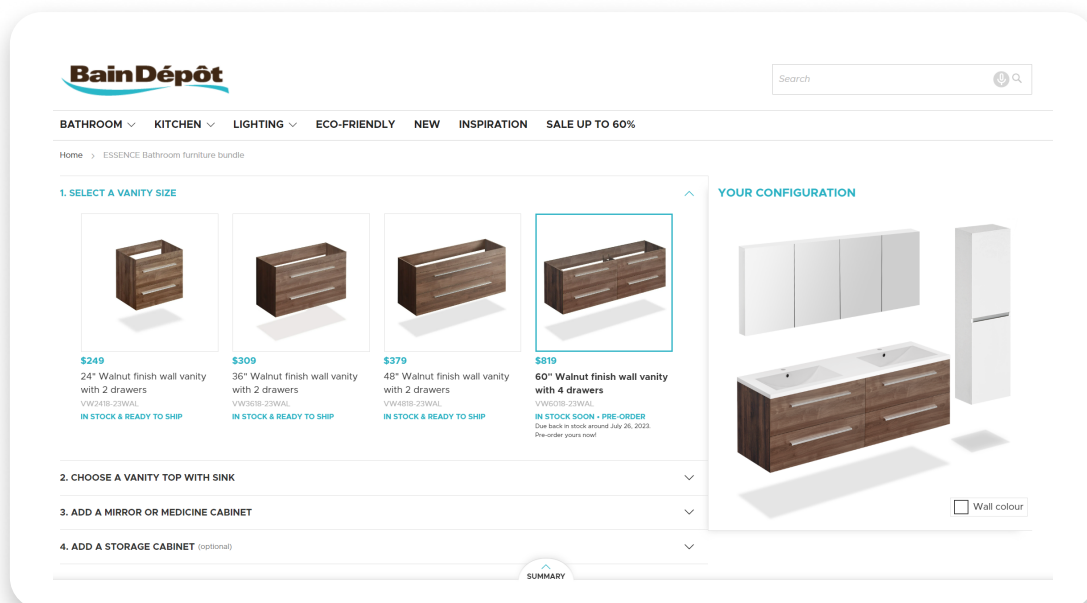 Bain Dépôt
Search
BATHROOM KITCHEN LIGHTING ECO-FRIENDLY NEW INSPIRATION SALE UP TO 60%
Home > ESSENCE Bathroom furniture bundle
1. SELECT A VANITY SIZE
$249
24" Walnut finish wall vanity
with 2 drawers
VW2418-23WAL
IN STOCK & READY TO SHIP
$309
36" Walnut finish wall vanity
with 2 drawers
VW3618-23WAL
IN STOCK & READY TO SHIP
$379
48" Walnut finish wall vanity
with 2 drawers
VW4818-23WAL
IN STOCK & READY TO SHIP
$819
60" Walnut finish wall vanity
with 4 drawers
VW6018-23WAL
IN STOCK SOON • PRE-ORDER
Due back in stock around July 26, 2023.
Pre-order yours now!
2. CHOOSE A VANITY TOP WITH SINK
3. ADD A MIRROR OR MEDICINE CABINET
4. ADD A STORAGE CABINET (optional)
SUMMARY
YOUR CONFIGURATION
Wall colour